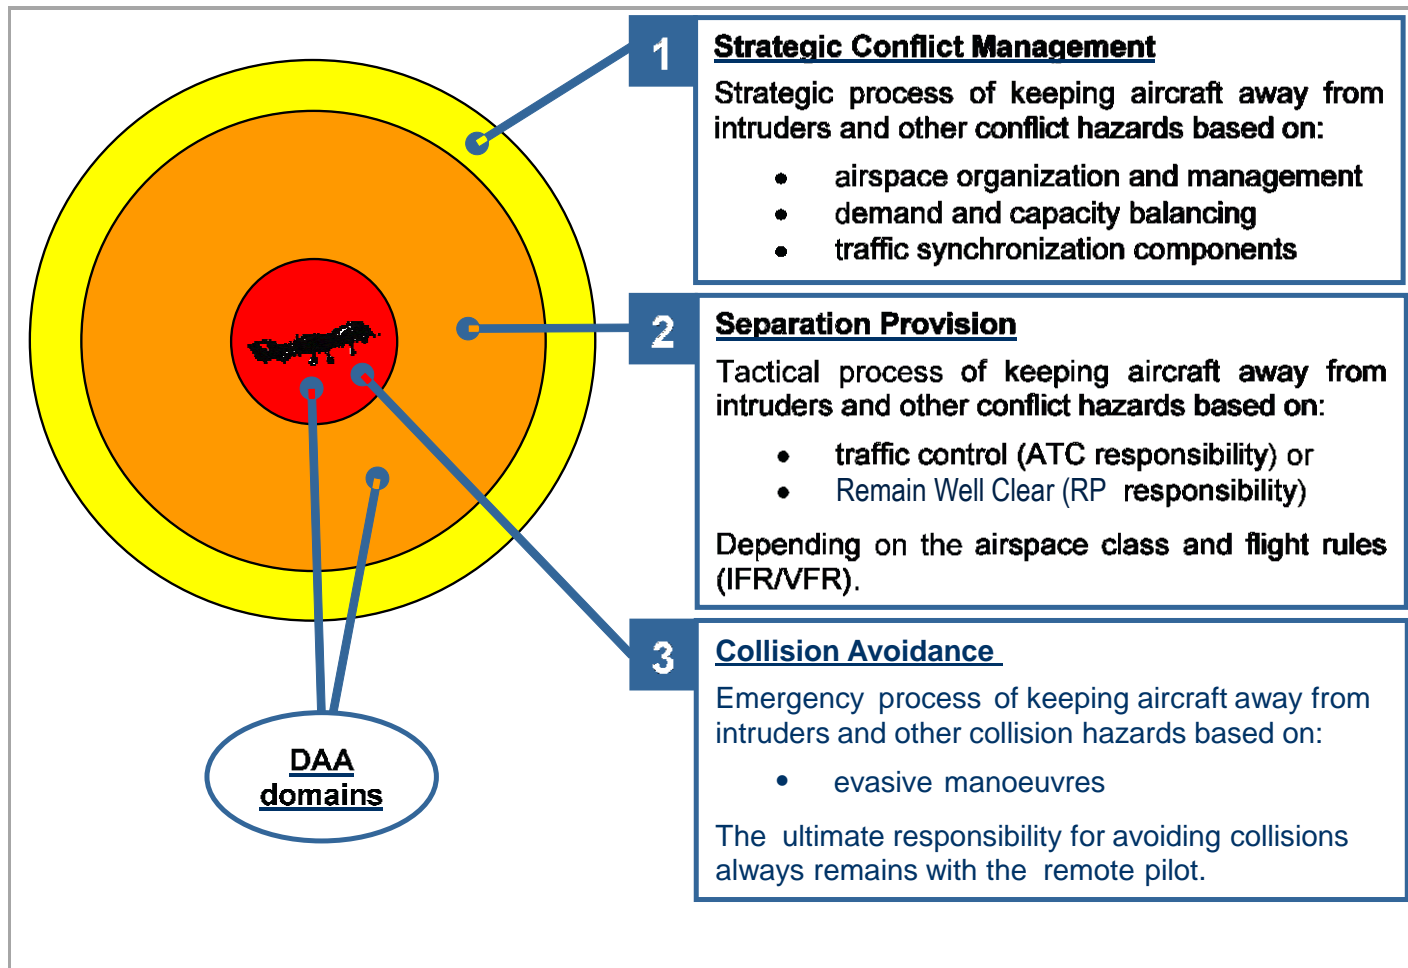 1
Strategic Conflict Management
Strategic process of keeping aircraft away from
intruders and other conflict hazards based on:
• airspace organization and management
• demand and capacity balancing
• traffic synchronization components
2
Separation Provision
Tactical process of keeping aircraft away from
intruders and other conflict hazards based on:
• traffic control (ATC responsibility) or
• Remain Well Clear (RP responsibility)
Depending on the airspace class and flight rules
(IFR/VFR).
3
Collision Avoidance
Emergency process of keeping aircraft away from
intruders and other collision hazards based on:
• evasive manoeuvres
The ultimate responsibility for avoiding collisions
always remains with the remote pilot.
DAA
domains